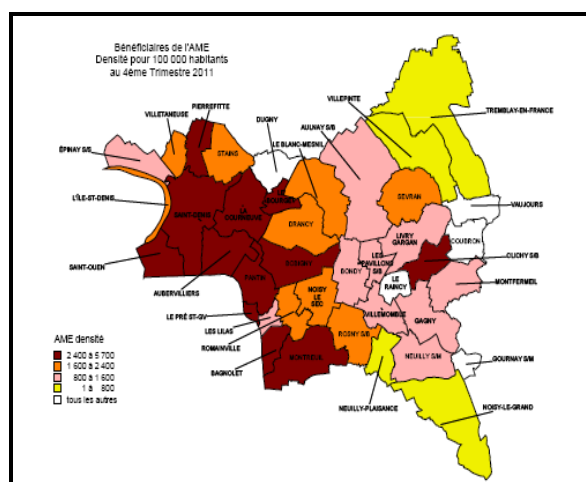 Bénéficiaires de l'AME
Densité pour 100 000 habitants
au 4ème Trimestre 2011
PIERREFITTE
VILLETANEUSE
DUGNY
VILLEPINTE
TREMBLAY-EN-FRANCE
AULNAY S/B
LE BLANC-MESNIL
ÉPINAY S/S
STAINS
L'ÎLE-ST-DENIS
SAINT-DENIS
LA COURNEUVE
LE BOURGET
DRANCY
SEVRAN
VAUJOURS
LIVRY
GARGAN
COUBRON
CLICHY S/B
SAINT-OUEN
AUBERVILLIERS
PANTIN
BOBIGNY
BONDY
LES
PAVILLONS
S/B
LE
RAINCY
MONTFERMEIL
LE PRÉ ST-GV
LES LILAS
ROMAINVILLE
NOISY
LE
SEC
VILLEMOMBLE
GAGNY
BAGNOLET
MONTREUIL
ROSNY S/B
NEUILLY S/M
GOURNAY S/M
NEUILLY-PLAISANCE
NOISY-LE-GRAND
AME densité
2 400 à 5 700
1 600 à 2 400
800 à 1 600
1 à 800
tous les autres